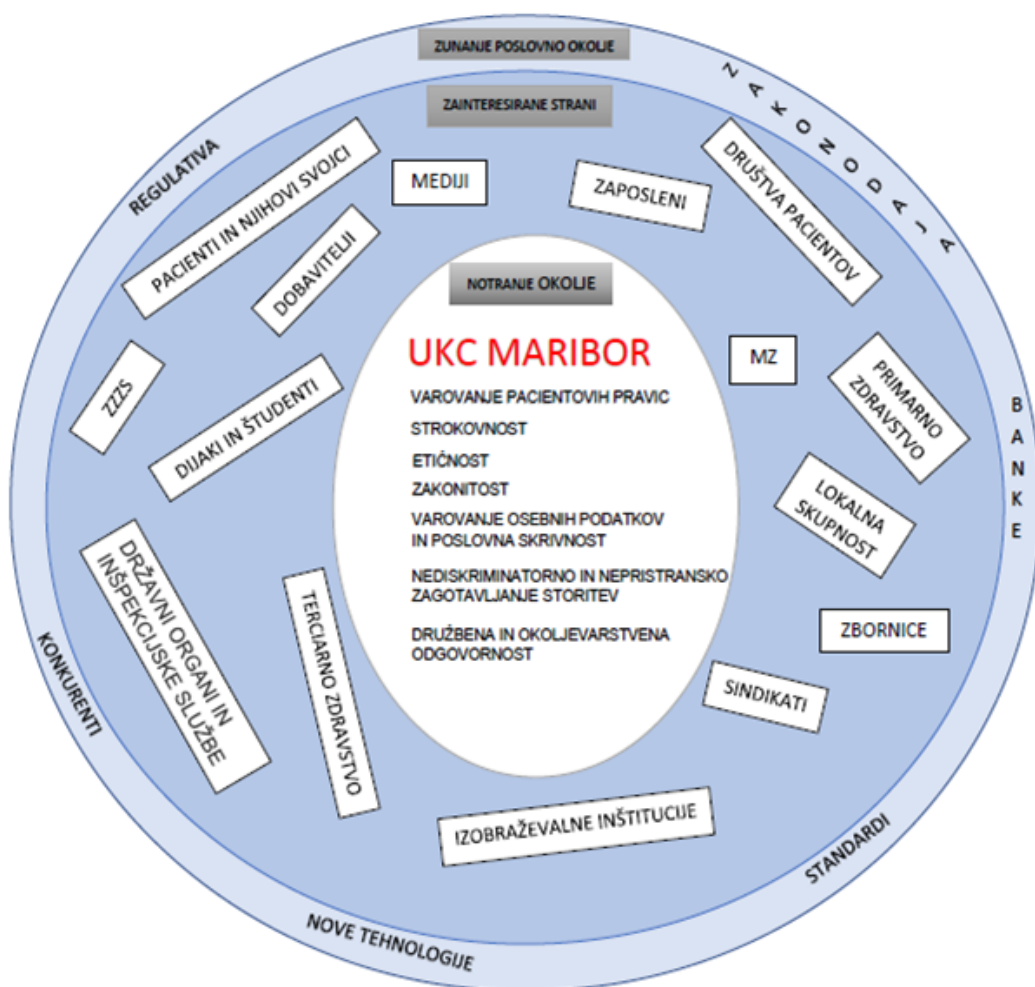 ZUNANJE POSLOVNO OKOLJE
ZAKONODAJA
REGULATIVA
BANKE
KONKURENTI
STANDARDI
NOVE TEHNOLOGIJE
ZAINTERESIRANE STRANI
PACIENTI IN NJIHOVI SVOJCI
MEDIJI
ZAPOSLENI
DRUŠTVA PACIENTOV
DOBAVITELJI
MZ
PRIMARNO
ZDRAVSTVO
ZZZS
DIJAKI IN ŠTUDENTI
LOKALNA
SKUPNOST
DRŽAVNI ORGANI IN
INŠPEKCIJSKE SLUŽBE
TERCIARNO ZDRAVSTVO
ZBORNICE
SINDIKATI
IZOBRAŽEVALNE INŠTITUCIJE
NOTRANJE OKOLJE
UKC MARIBOR
VAROVANJE PACIENTOVIH PRAVIC
STROKOVNOST
ETIČNOST
ZAKONITOST
VAROVANJE OSEBNIH PODATKOV
IN POSLOVNA SKRIVNOST
NEDISKRIMINATORNO IN NEPRISTRANSKO
ZAGOTAVLJANJE STORITEV
DRUŽBENA IN OKOLJEVARSTVENA
ODGOVORNOST